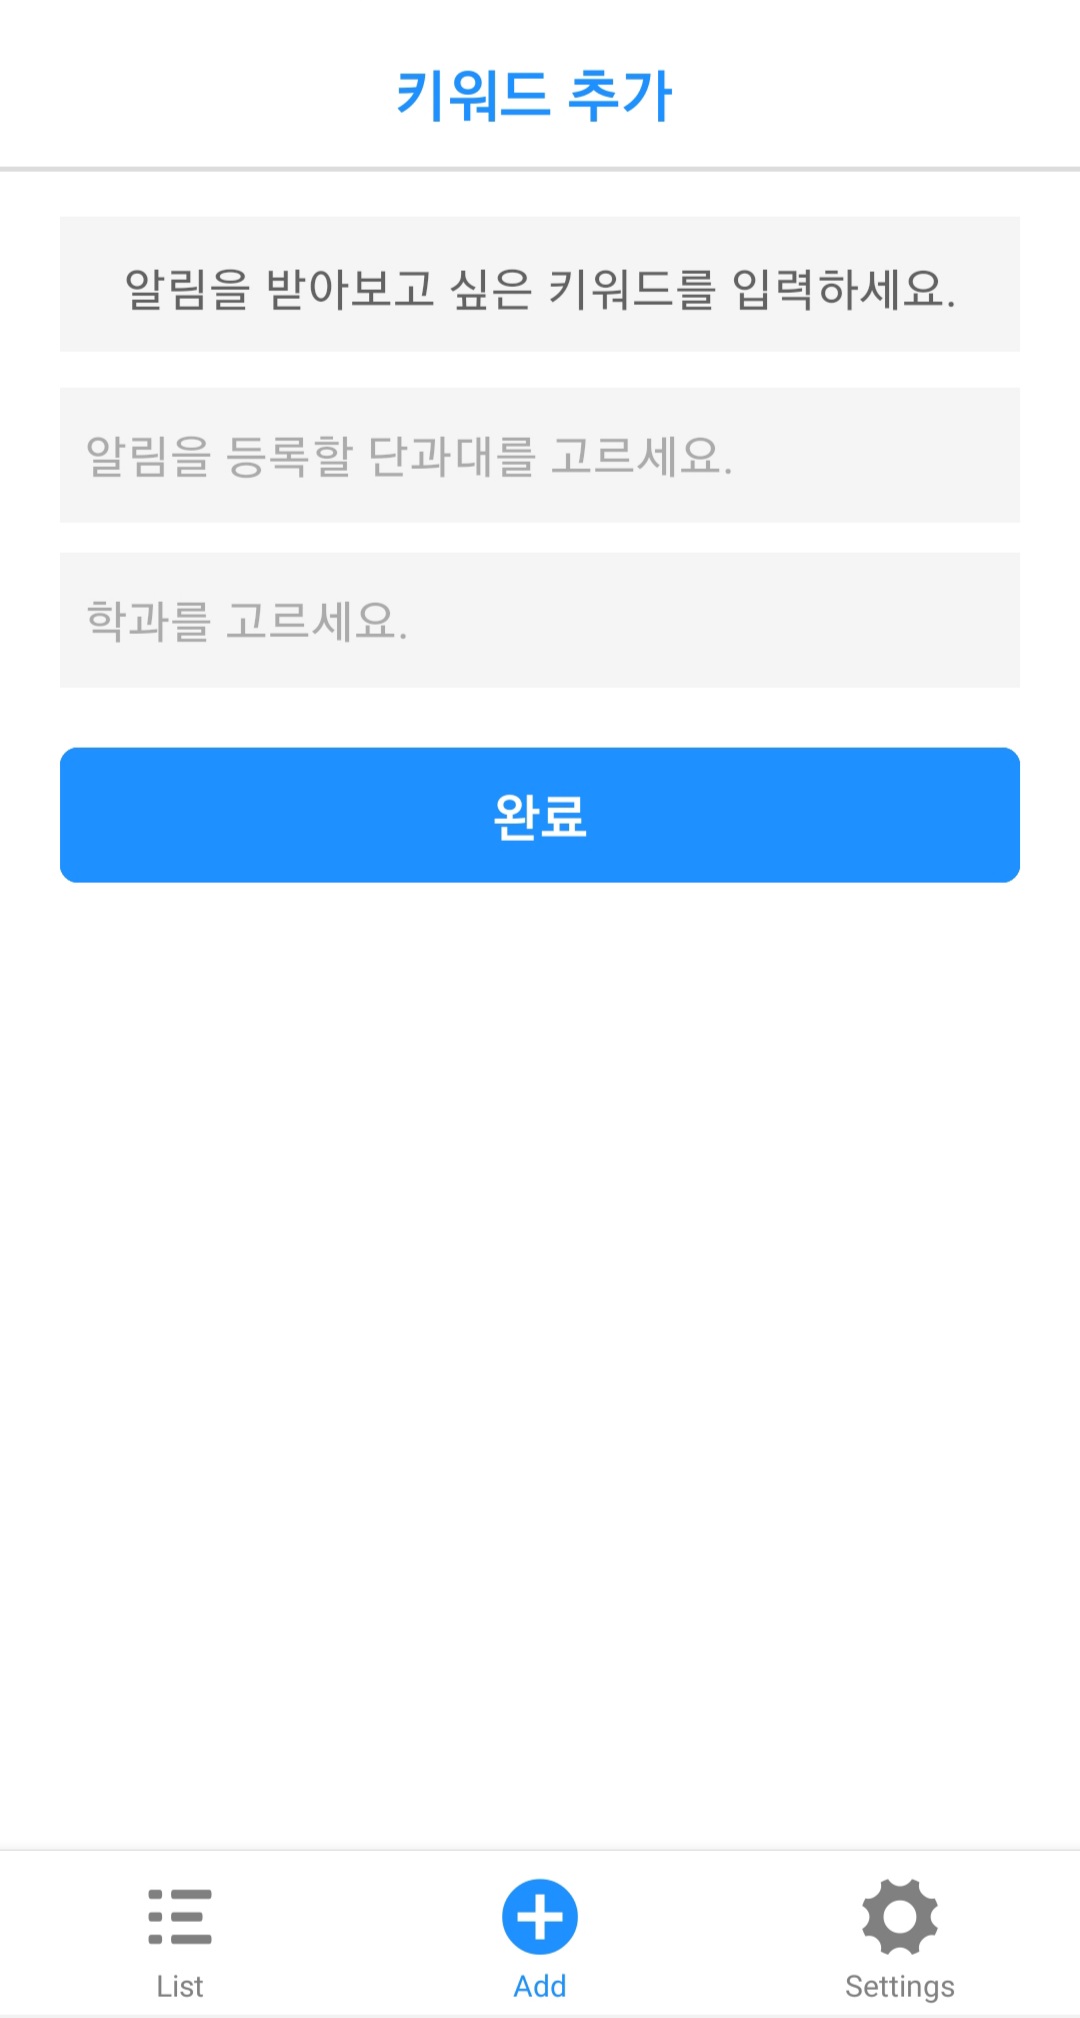 키워드 추가
알림을 받아보고 싶은 키워드를 입력하세요.
알림을 등록할 단과대를 고르세요.
학과를 고르세요.
완료
List
Add
Settings